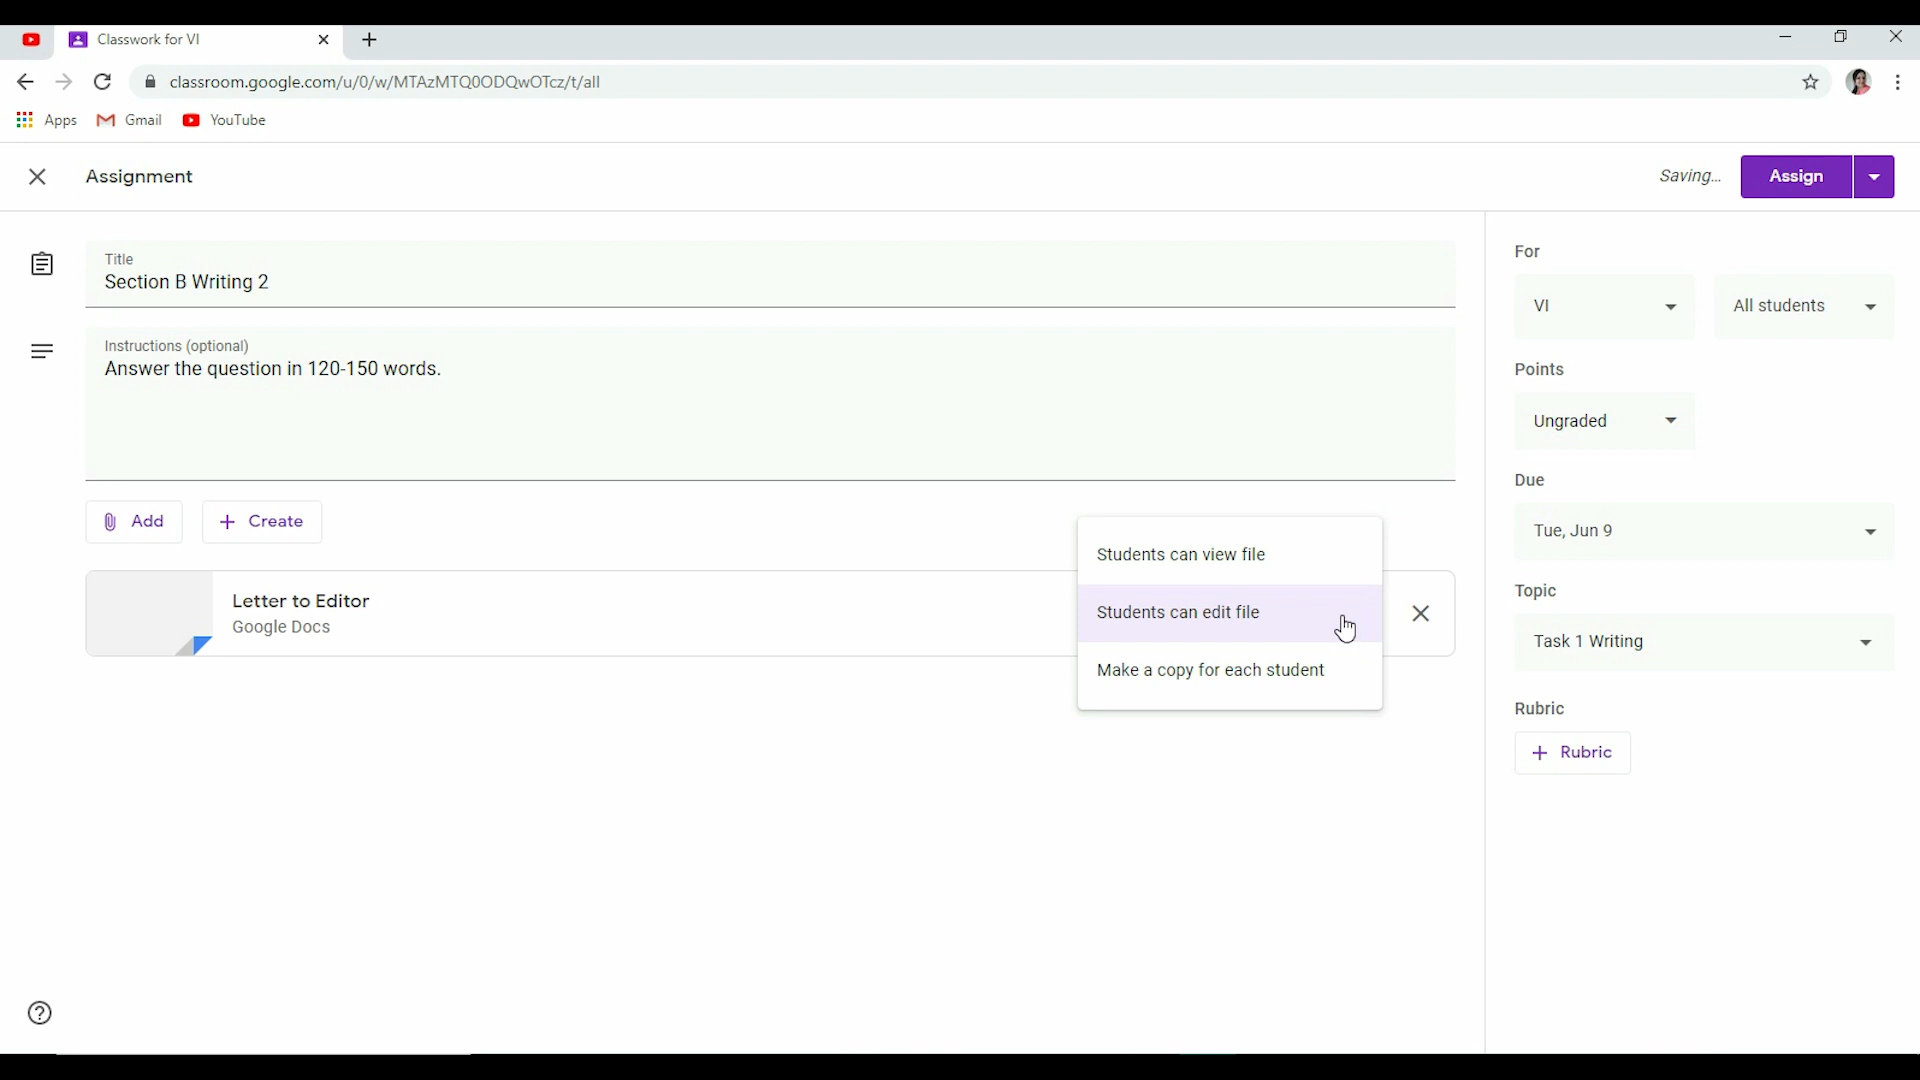 Classwork for VI
classroom.google.com/u/0/w/MTAzMTQ0ODQwOTcz/t/all
Apps Gmail YouTube
Assignment
Saving...
Assign
Title
Section B Writing 2
Instructions (optional)
Answer the question in 120-150 words.
Add
Create
Letter to Editor
Google Docs
Students can view file
Students can edit file
Make a copy for each student
For
VI
All students
Points
Ungraded
Due
Tue, Jun 9
Topic
Task 1 Writing
Rubric
Rubric